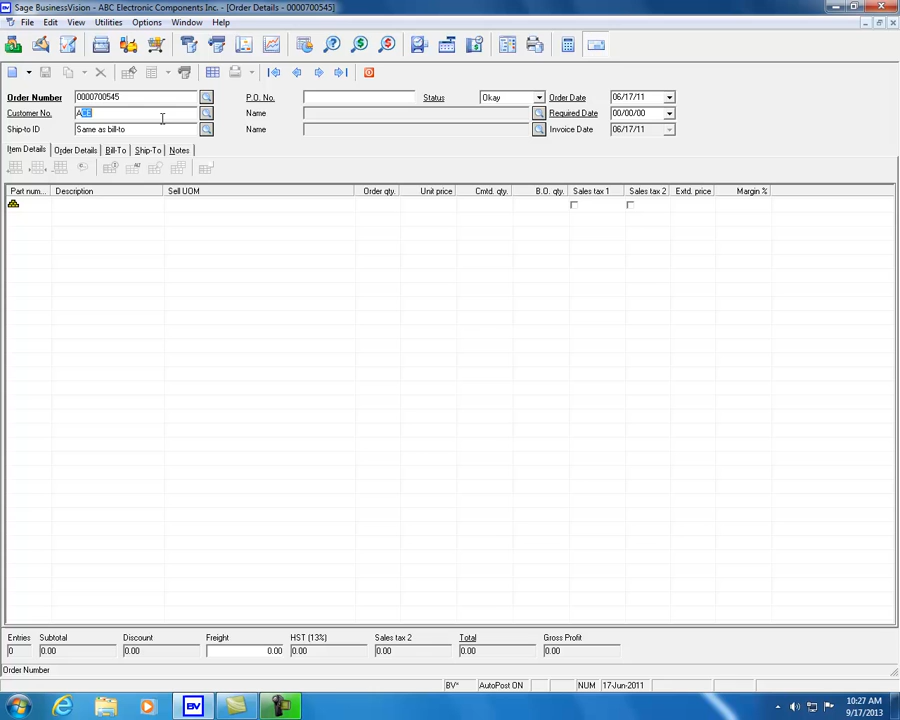 Sage BusinessVision - ABC Electronic Components Inc. - [Order Details - 0000700545]
File Edit View Utilities Options Window Help
Order Number 0000700545 P.O. No. Status Okay Order Date 06/17/11
Customer No. ACE Name Required Date 00/00/00
Ship-to ID Same as bill-to Name Invoice Date 06/17/11
Item Details Order Details Bill-To Ship-To Notes
Part num... Description Sell UOM Order qty. Unit price Cmtd. qty. B.O. qty. Sales tax 1 Sales tax 2 Extd. price Margin %
Entries Subtotal Discount Freight HST (13%) Sales tax 2 Total Gross Profit
0 0.00 0.00 0.00 0.00 0.00 0.00 0.00
Order Number
BV* AutoPost ON NUM 17-Jun-2011
BV 10:27 AM
9/17/2013